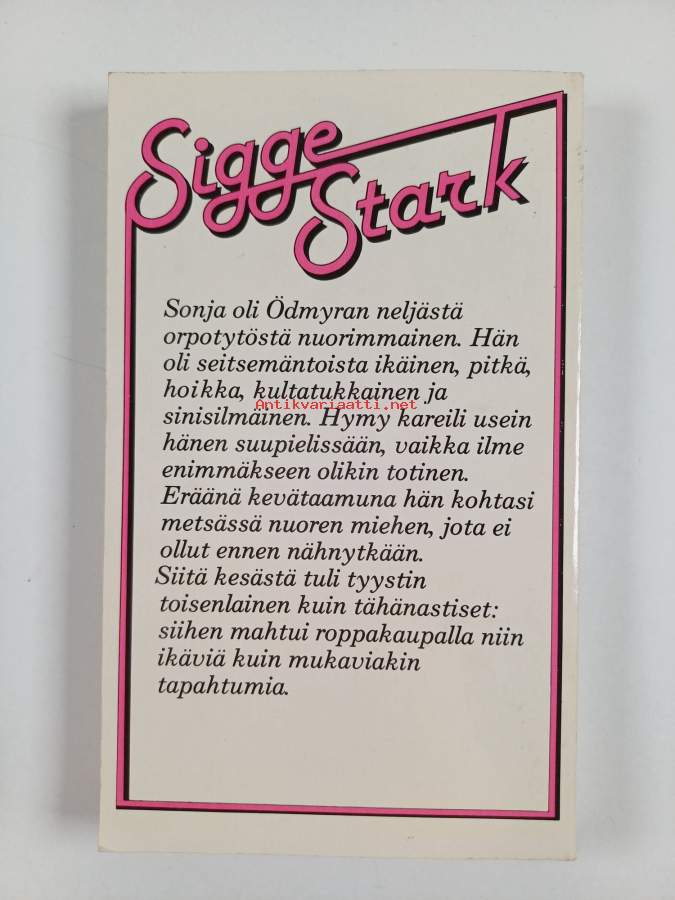 Sigge
Stark
Sonja oli Ödmyran neljästä
orpotytöstä nuorimmainen. Hän
oli seitsemäntoista ikäinen, pitkä,
hoikka, kultatukkainen ja
Antikvariaatti.net
sinisilmäinen. Hymy kareili usein
hänen suupielissään, vaikka ilme
enimmäkseen olikin totinen.
Eräänä kevätaamuna hän kohtasi
metsässä nuoren miehen, jota ei
ollut ennen nähnytkään.
Siitä kesästä tuli tyystin
toisenlainen kuin tähänastiset:
siihen mahtui roppakaupalla niin
ikäviä kuin mukaviakin
tapahtumia.